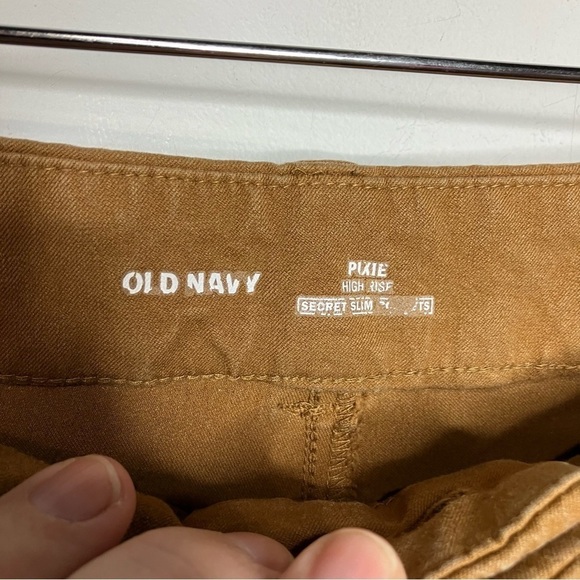 OLD NAVY
PIXIE
HIGH RISE
SECRET SLIM